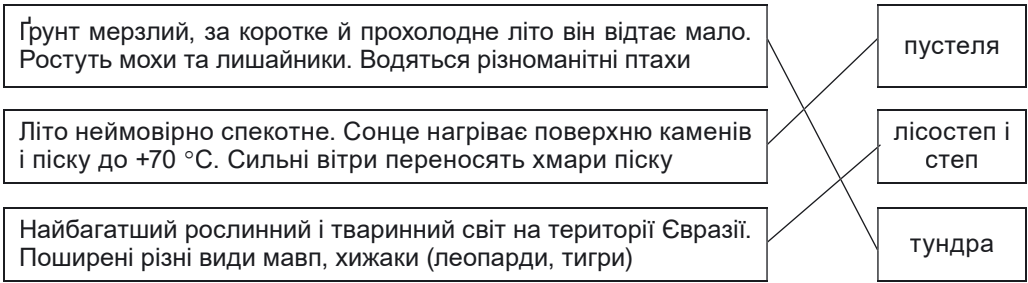 Ґрунт мерзлий, за коротке й прохолодне літо він відтає мало.
Ростуть мохи та лишайники. Водяться різноманітні птахи
пустеля
Літо неймовірно спекотне. Сонце нагріває поверхню каменів
і піску до +70 °С. Сильні вітри переносять хмари піску
лісостеп і
степ
Найбагатший рослинний і тваринний світ на території Євразії.
Поширені різні види мавп, хижаки (леопарди, тигри)
тундра